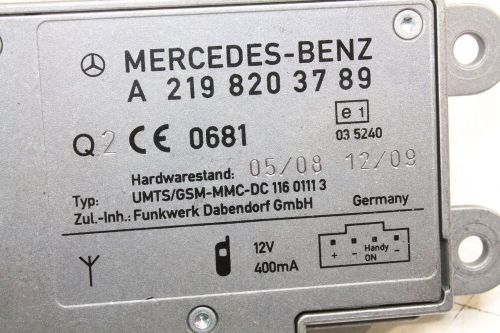 MERCEDES-BENZ
A 219 820 37 89
Q2 CE 0681
e1
03 5240
Hardwarestand: 05/08 12/09
Typ: UMTS/GSM-MMC-DC 116 0111 3
Zul.-Inh.: Funkwerk Dabendorf GmbH Germany
12V
400mA
+ - Handy ON -